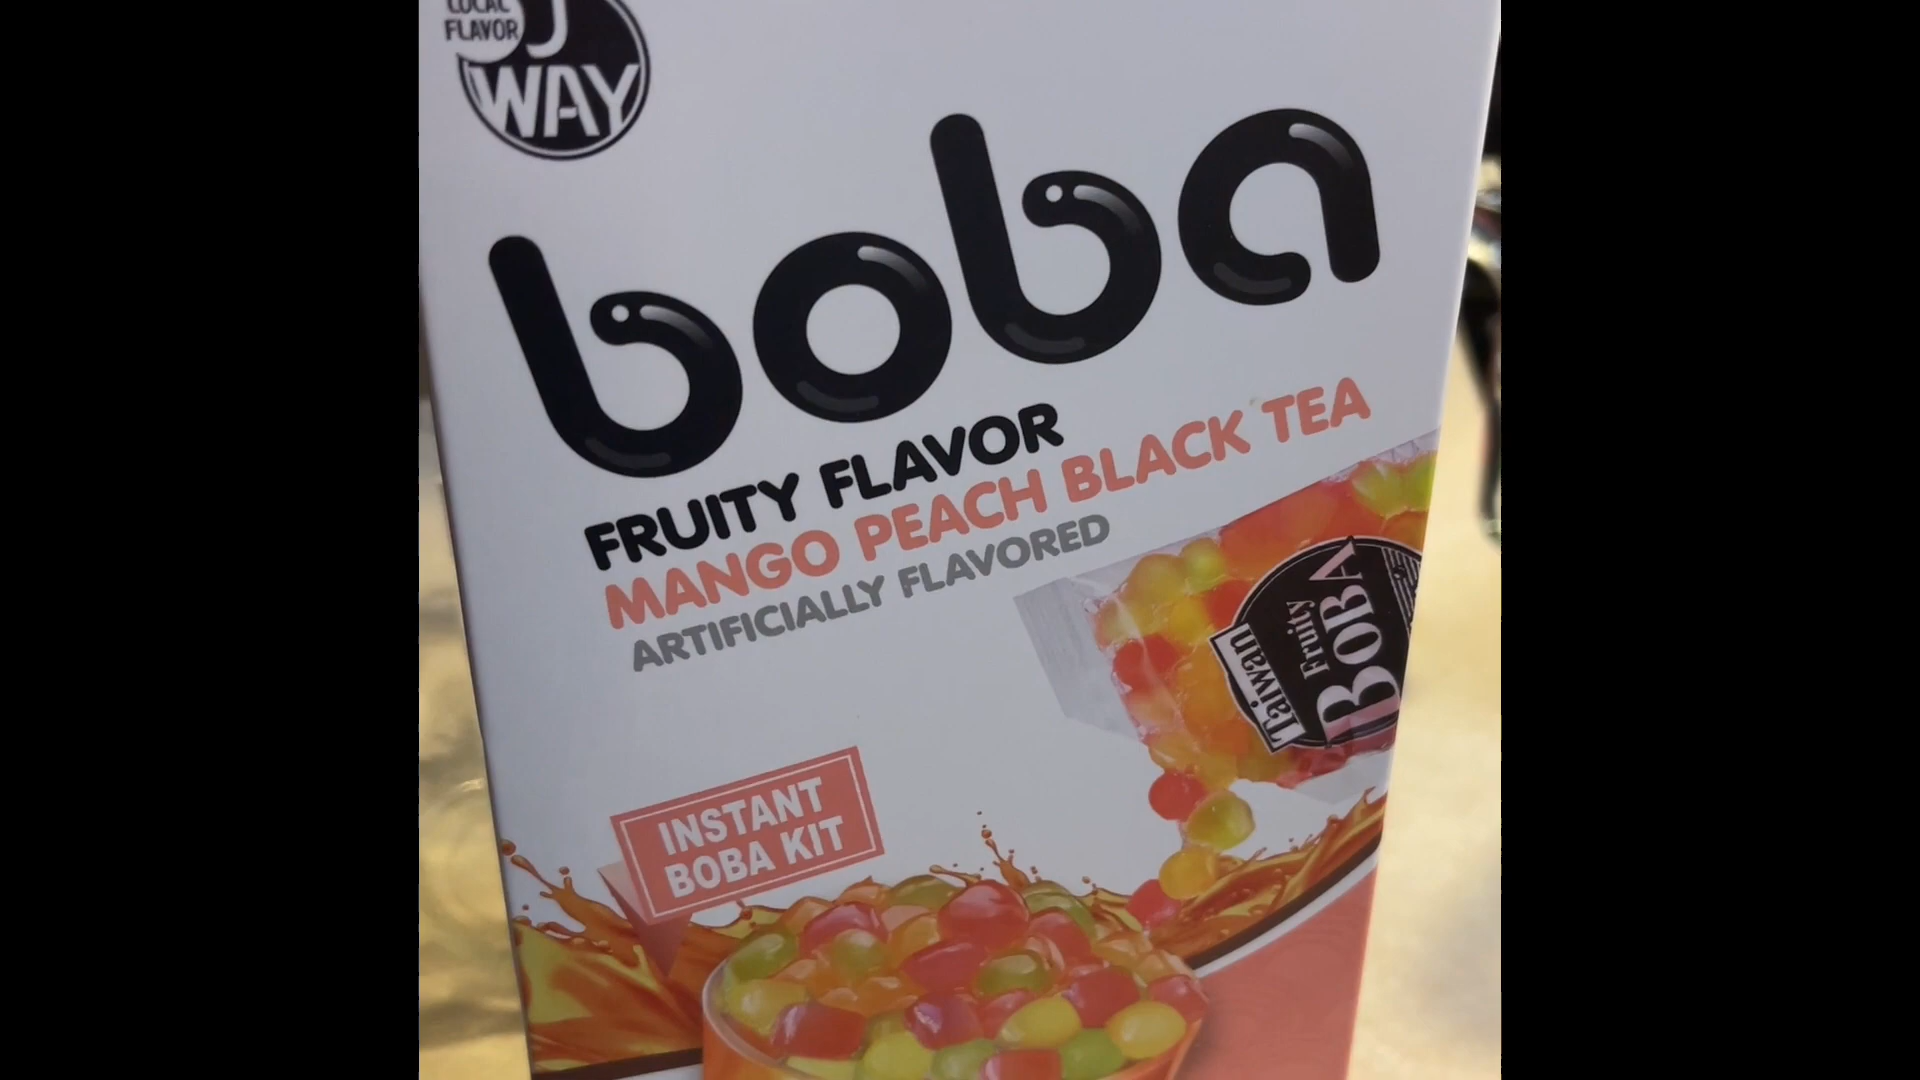 LOCAL
FLAVOR
J
WAY
boba
FRUITY FLAVOR
MANGO PEACH BLACK TEA
ARTIFICIALLY FLAVORED
Taiwan
Fruity
BOBA
INSTANT
BOBA KIT